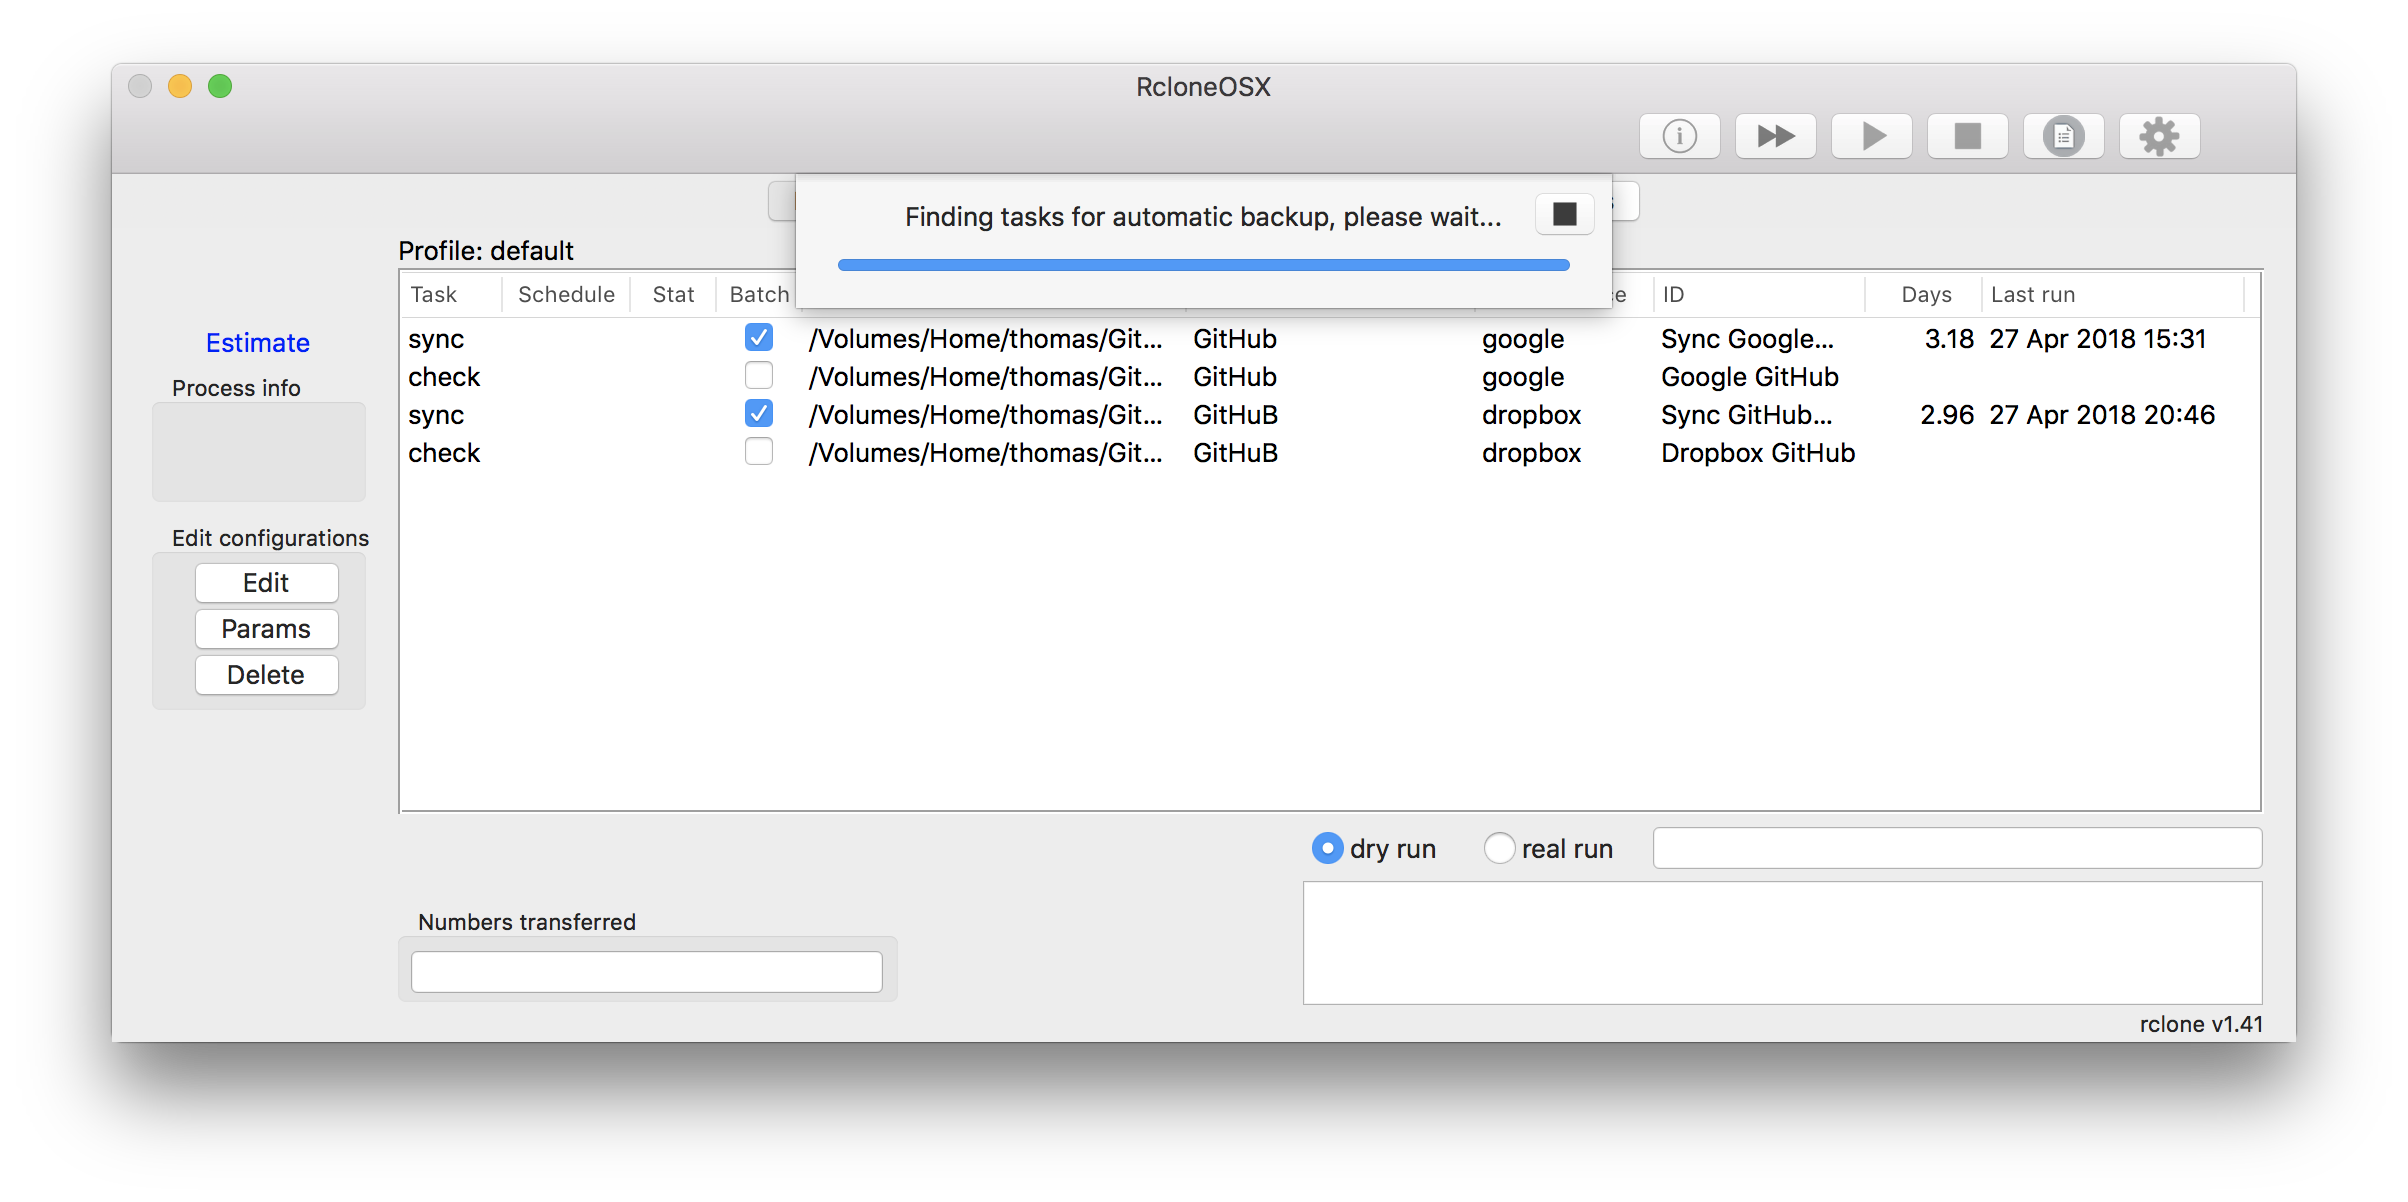 RcloneOSX
Finding tasks for automatic backup, please wait...
Profile: default
Task Schedule Stat Batch ID Days Last run
sync /Volumes/Home/thomas/Git... GitHub google Sync Google... 3.18 27 Apr 2018 15:31
check /Volumes/Home/thomas/Git... GitHub google Google GitHub
sync /Volumes/Home/thomas/Git... GitHuB dropbox Sync GitHub... 2.96 27 Apr 2018 20:46
check /Volumes/Home/thomas/Git... GitHuB dropbox Dropbox GitHub
Estimate
Process info
Edit configurations
Edit
Params
Delete
dry run real run
Numbers transferred
rclone v1.41